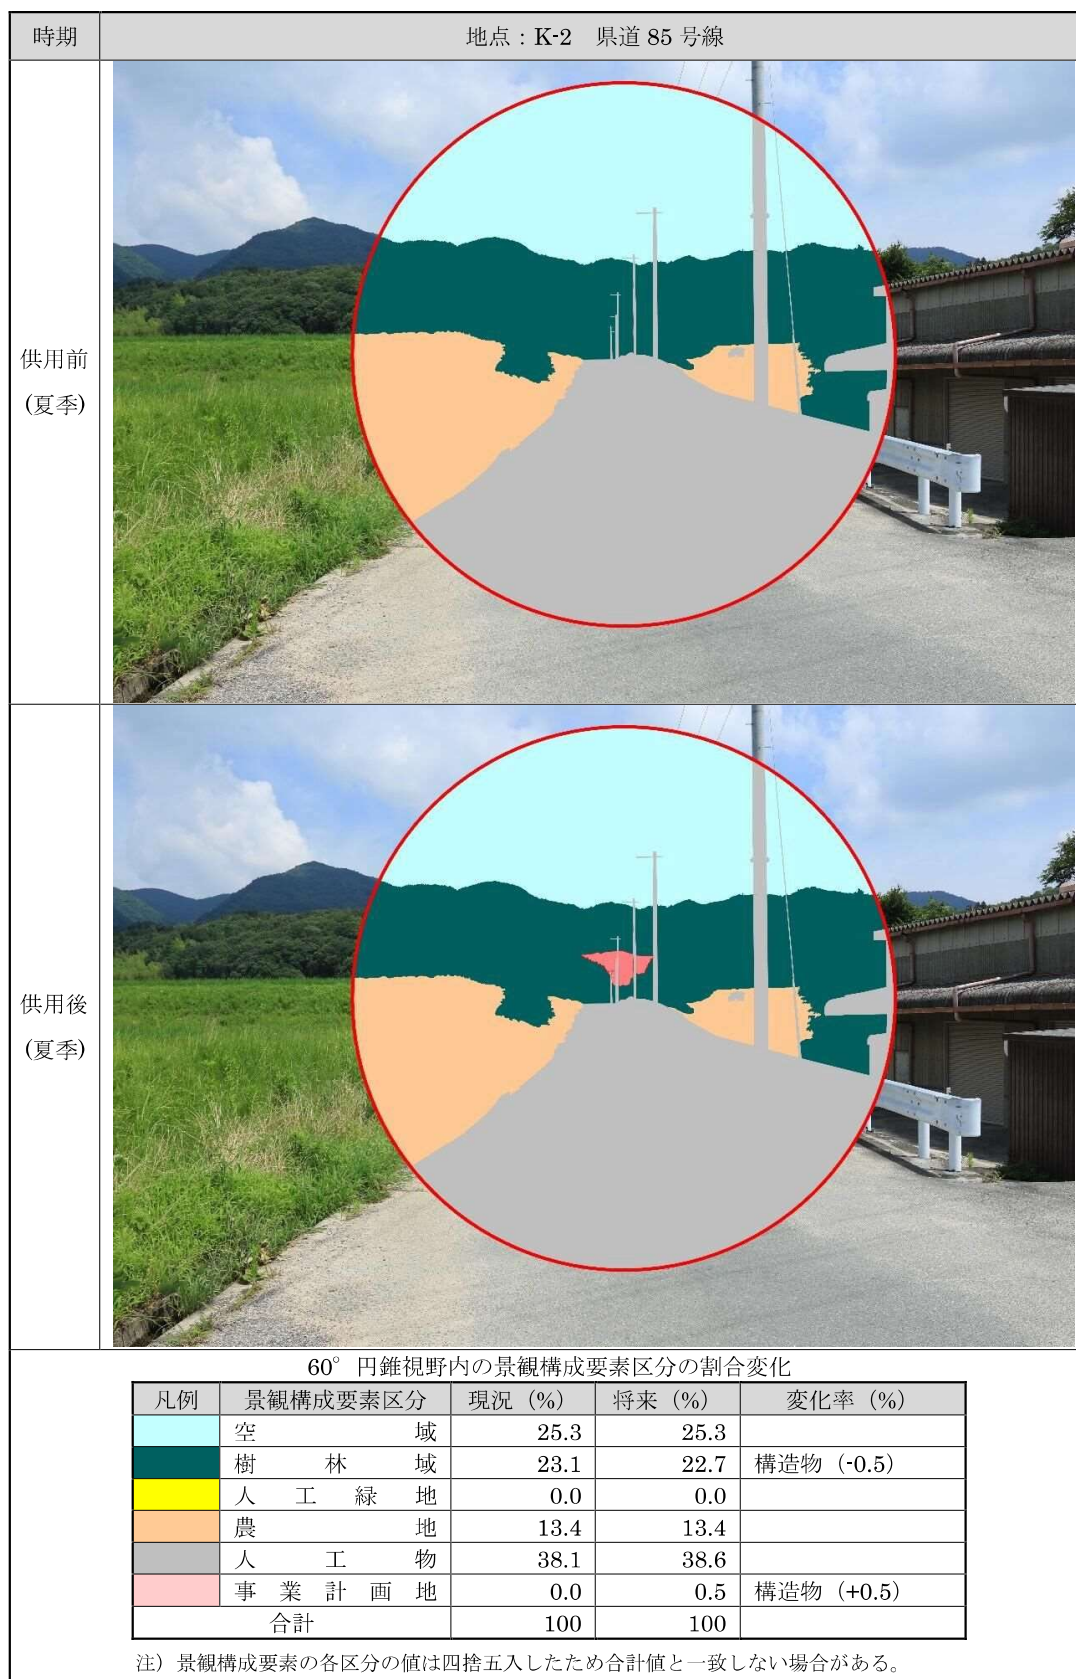 時期 地点：K-2 県道 85 号線
供用前
(夏季)
供用後
(夏季)
60° 円錐視野内の景観構成要素区分の割合変化
凡例 景観構成要素区分 現況（%） 将来（%） 変化率（%）
空域 25.3 25.3
樹林域 23.1 22.7 構造物（-0.5）
人工緑地 0.0 0.0
農地 13.4 13.4
人工物 38.1 38.6
事業計画地 0.0 0.5 構造物（+0.5）
合計 100 100
注）景観構成要素の各区分の値は四捨五入したため合計値と一致しない場合がある。